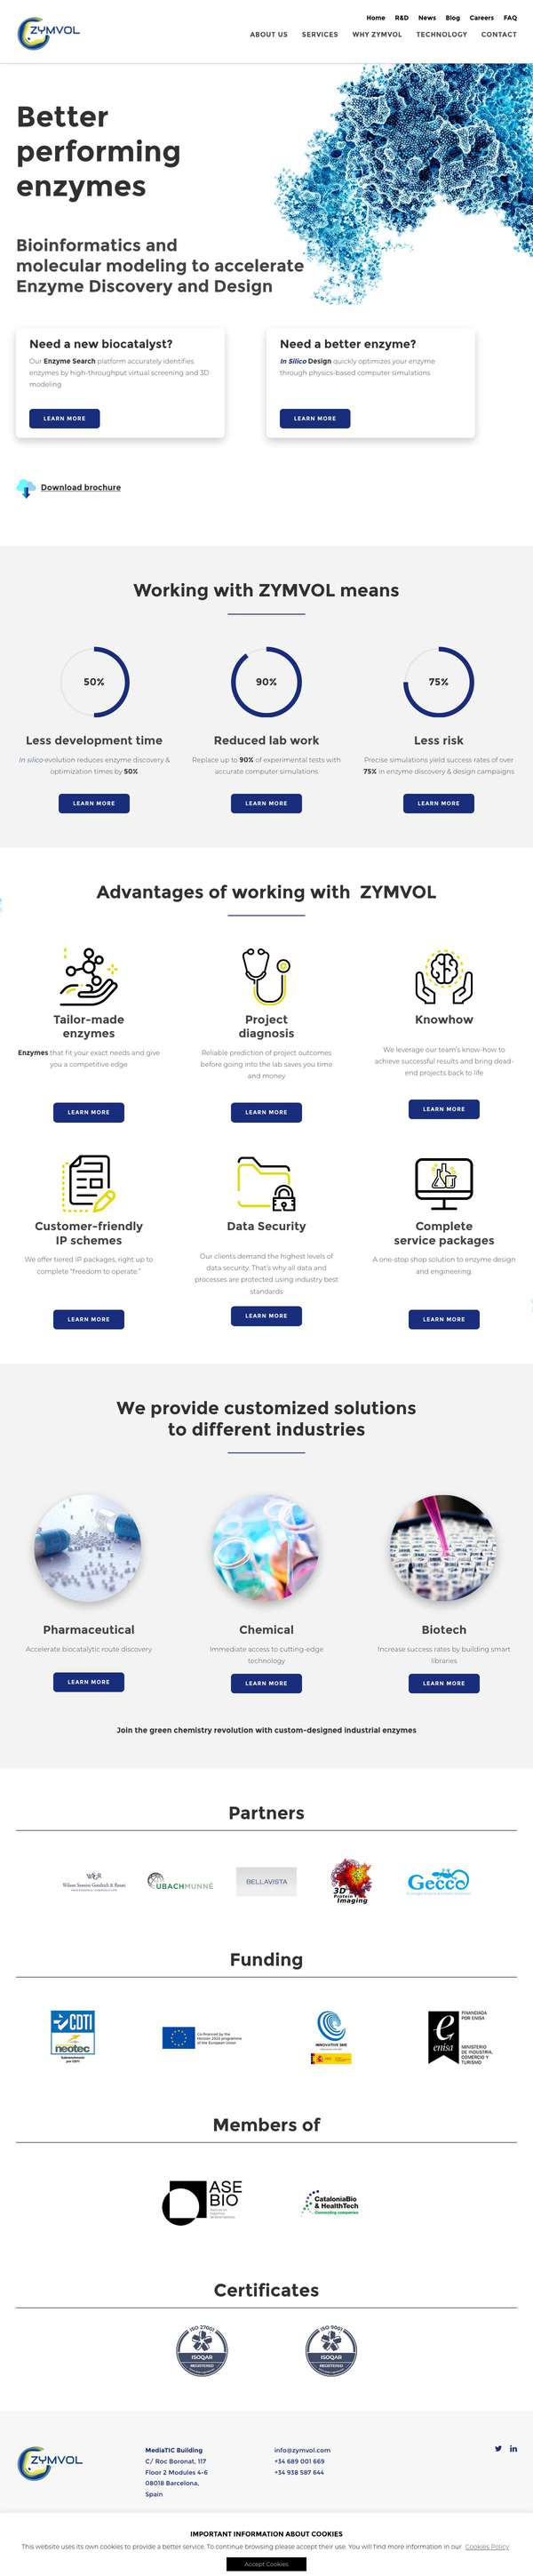 ZYMVOL
Home R&D News Blog Careers FAQ
ABOUT US SERVICES WHY ZYMVOL TECHNOLOGY CONTACT
Better
performing
enzymes
Bioinformatics and
molecular modeling to accelerate
Enzyme Discovery and Design
Need a new biocatalyst?
Our Enzyme Search platform accurately identifies
enzymes by high-throughput virtual screening and 3D
modeling
LEARN MORE
Need a better enzyme?
In Silico Design quickly optimizes your enzyme
through physics-based computer simulations
LEARN MORE
Download brochure
Working with ZYMVOL means
50%
Less development time
In silico evolution reduces enzyme discovery &
optimization times by 50%
LEARN MORE
90%
Reduced lab work
Replace up to 90% of experimental tests with
accurate computer simulations
LEARN MORE
75%
Less risk
Precise simulations yield success rates of over
75% in enzyme discovery & design campaigns
LEARN MORE
Advantages of working with ZYMVOL
Tailor-made
enzymes
Enzymes that fit your exact needs and give
you a competitive edge
LEARN MORE
Project
diagnosis
Reliable prediction of project outcomes
before going into the lab saves you time
and money
LEARN MORE
Knowhow
We leverage our team's know-how to
achieve successful results and bring dead-
end projects back to life
LEARN MORE
Customer-friendly
IP schemes
We offer tiered IP packages, right up to
complete "freedom to operate."
LEARN MORE
Data Security
Our clients demand the highest levels of
data security. That's why all data and
processes are protected using industry best
standards
LEARN MORE
Complete
service packages
A one-stop shop solution to enzyme design
and engineering.
LEARN MORE
We provide customized solutions
to different industries
Pharmaceutical
Accelerate biocatalytic route discovery
LEARN MORE
Chemical
Immediate access to cutting-edge
technology
LEARN MORE
Biotech
Increase success rates by building smart
libraries
LEARN MORE
Join the green chemistry revolution with custom-designed industrial enzymes
Partners
W&R
UBACHMUNNÉ
BELLAVISTA
3D
Protein
Imaging
Gecco
Funding
CDTI
neotec
Co-financed by the
Horizon 2020 programme
of the European Union
INNOVATIVE SME
e
enisa
FINANCIADA
POR ENISA
MINISTERIO
DE INDUSTRIA,
COMERCIO Y
TURISMO
Members of
ASE
BIO
CataloniaBio
& HealthTech
Connecting companies
Certificates
ISO 27001
ISOQAR
REGISTERED
ISO 9001
ISOQAR
REGISTERED
ZYMVOL
MediaTIC Building
C/ Roc Boronat, 117
Floor 2 Modules 4-6
08018 Barcelona,
Spain
info@zymvol.com
+34 689 001 669
+34 938 587 644
IMPORTANT INFORMATION ABOUT COOKIES
This website uses its own cookies to provide a better service. To continue browsing please accept their use. You will find more information in our Cookies Policy
Accept Cookies